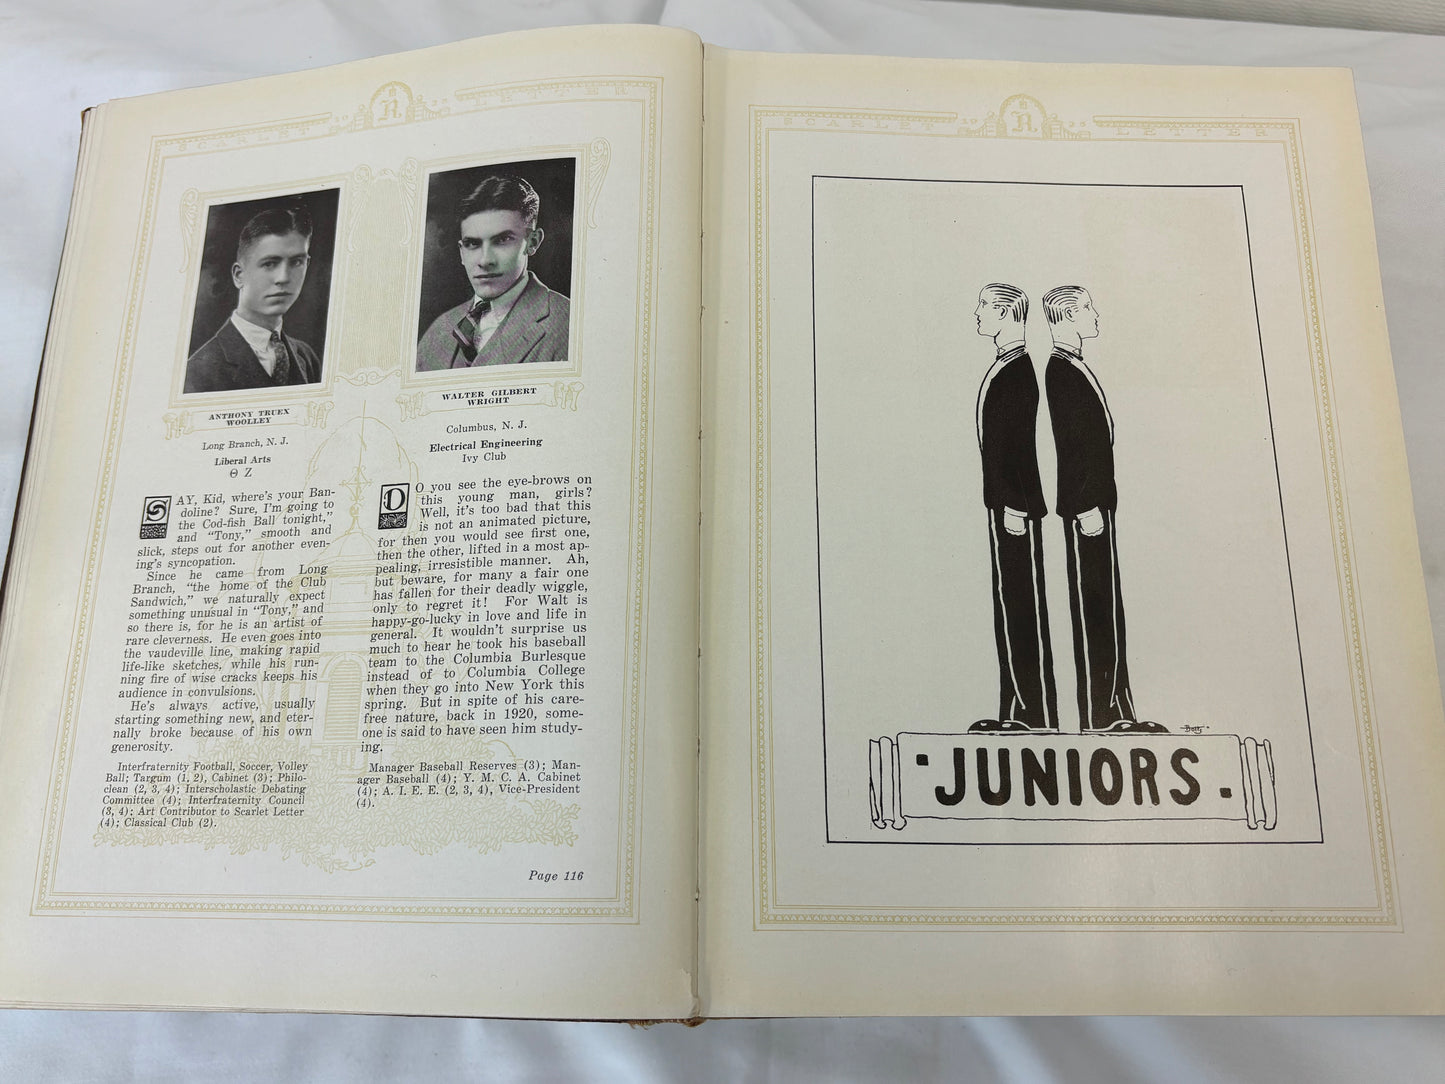 SCARLET 19 R 25 LETTER
ANTHONY TRUEX
WOOLLEY
Long Branch, N. J.
Liberal Arts
Θ Z
SAY, Kid, where's your Ban-
doline? Sure, I'm going to
the Cod-fish Ball tonight,"
and "Tony," smooth and
slick, steps out for another even-
ing's syncopation.
Since he came from Long
Branch, "the home of the Club
Sandwich," we naturally expect
something unusual in "Tony," and
so there is, for he is an artist of
rare cleverness. He even goes into
the vaudeville line, making rapid
life-like sketches, while his run-
ning fire of wise cracks keeps his
audience in convulsions.
He's always active, usually
starting something new, and eter-
nally broke because of his own
generosity.
Interfraternity Football, Soccer, Volley
Ball; Targum (1, 2), Cabinet (3); Philo-
clean (2, 3, 4); Interscholastic Debating
Committee (4); Interfraternity Council
(3, 4); Art Contributor to Scarlet Letter
(4); Classical Club (2).
WALTER GILBERT
WRIGHT
Columbus, N. J.
Electrical Engineering
Ivy Club
DO you see the eye-brows on
this young man, girls?
Well, it's too bad that this
is not an animated picture,
for then you would see first one,
then the other, lifted in a most ap-
pealing, irresistible manner. Ah,
but beware, for many a fair one
has fallen for their deadly wiggle,
only to regret it! For Walt is
happy-go-lucky in love and life in
general. It wouldn't surprise us
much to hear he took his baseball
team to the Columbia Burlesque
instead of to Columbia College
when they go into New York this
spring. But in spite of his care-
free nature, back in 1920, some-
one is said to have seen him study-
ing.
Manager Baseball Reserves (3); Man-
ager Baseball (4); Y. M. C. A. Cabinet
(4); A. I. E. E. (2, 3, 4), Vice-President
(4).
Page 116
SCARLET 19 R 25 LETTER
JUNIORS.